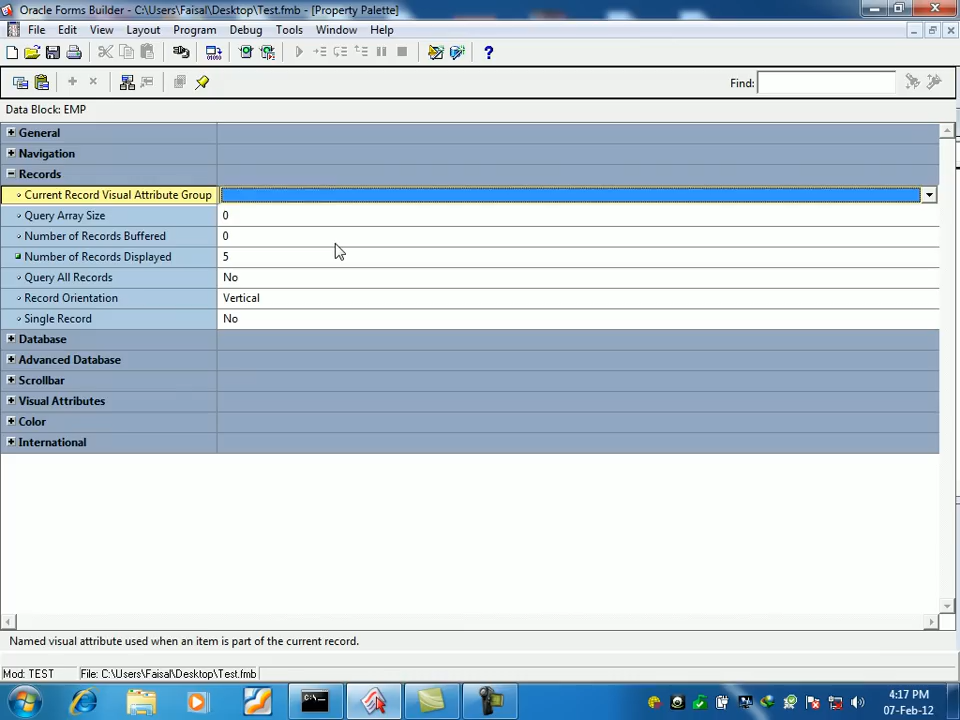 Oracle Forms Builder - C:\Users\Faisal\Desktop\Test.fmb - [Property Palette]
File Edit View Layout Program Debug Tools Window Help
Find:
Data Block: EMP
General
Navigation
Records
Current Record Visual Attribute Group
Query Array Size 0
Number of Records Buffered 0
Number of Records Displayed 5
Query All Records No
Record Orientation Vertical
Single Record No
Database
Advanced Database
Scrollbar
Visual Attributes
Color
International
Named visual attribute used when an item is part of the current record.
Mod: TEST File: C:\Users\Faisal\Desktop\Test.fmb
4:17 PM
07-Feb-12